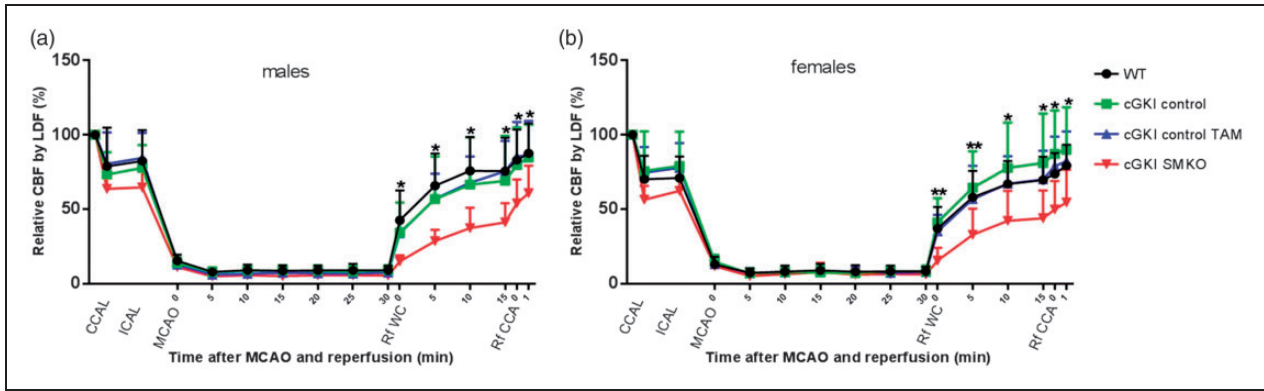 (a)
150
100
50
0
Relative CBF by LDF (%)
males
* * * * * *
CCAL ICAL MCAO 0 5 10 15 20 25 30 Rf WC 0 5 10 15 Rf CCA 0 1
Time after MCAO and reperfusion (min)
(b)
150
100
50
0
Relative CBF by LDF (%)
females
** ** * * * *
CCAL ICAL MCAO 0 5 10 15 20 25 30 Rf WC 0 5 10 15 Rf CCA 0 1
Time after MCAO and reperfusion (min)
WT
cGKI control
cGKI control TAM
cGKI SMKO